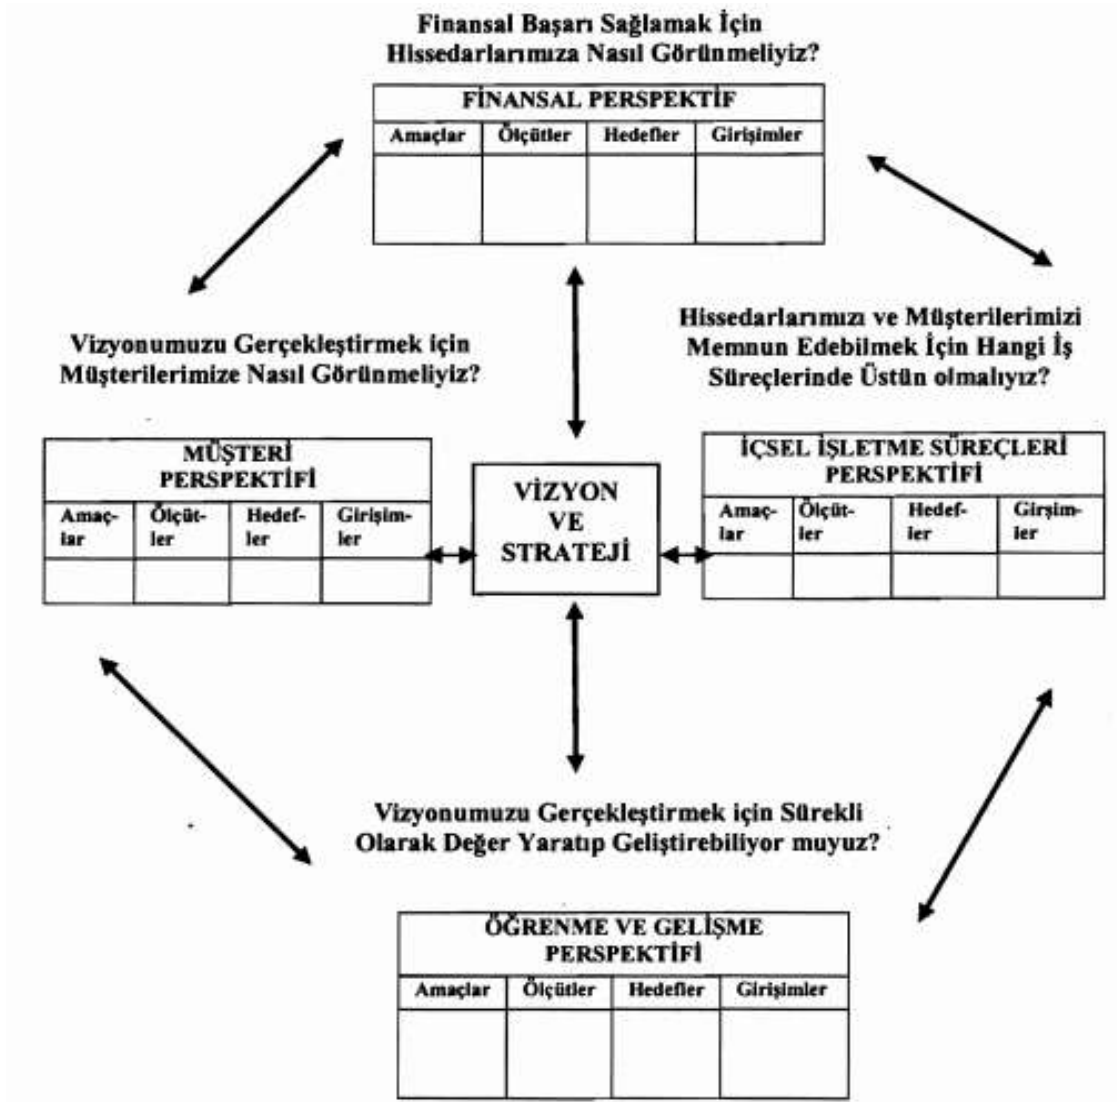 Finansal Başarı Sağlamak İçin
Hissedarlarımıza Nasıl Görünmeliyiz?
FİNANSAL PERSPEKTİF
Amaçlar Ölçütler Hedefler Girişimler
Vizyonumuzu Gerçekleştirmek için
Müşterilerimize Nasıl Görünmeliyiz?
Hissedarlarımızı ve Müşterilerimizi
Memnun Edebilmek İçin Hangi İş
Süreçlerinde Üstün olmalıyız?
MÜŞTERİ
PERSPEKTİFİ
Amaç- Ölçüt- Hedef- Girişim-
lar ler ler ler
VİZYON
VE
STRATEJİ
İÇSEL İŞLETME SÜREÇLERİ
PERSPEKTİFİ
Amaç- Ölçüt- Hedef- Girşim-
lar ler ler ler
Vizyonumuzu Gerçekleştirmek için Sürekli
Olarak Değer Yaratıp Geliştirebiliyor muyuz?
ÖĞRENME VE GELİŞME
PERSPEKTİFİ
Amaçlar Ölçütler Hedefler Girişimler